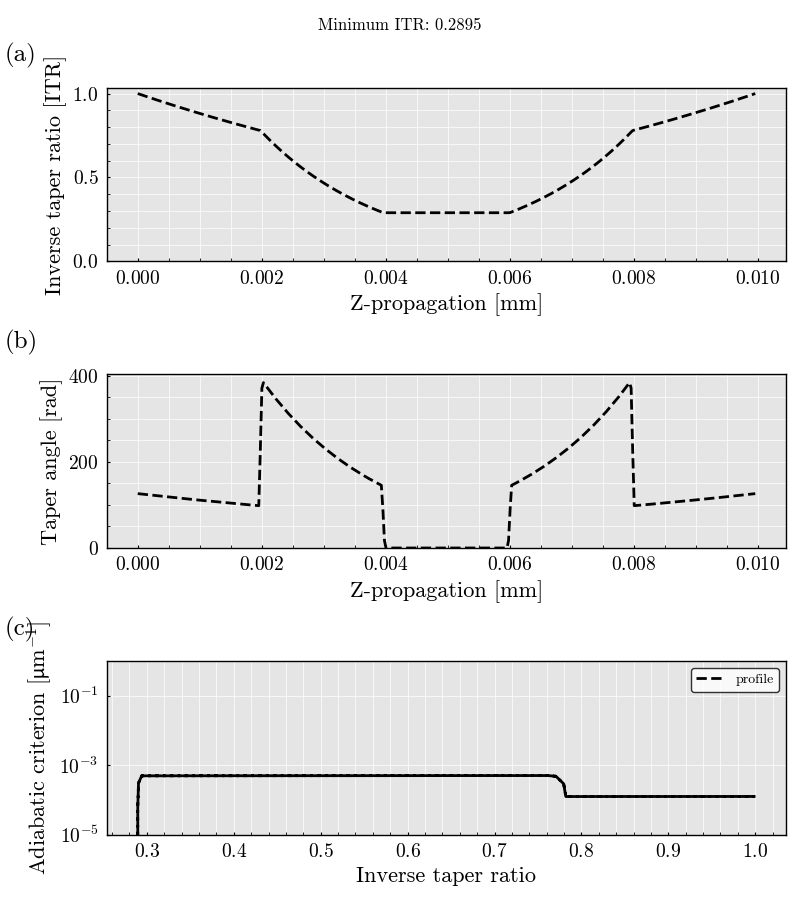 Minimum ITR: 0.2895
(a)
Inverse taper ratio [ITR]
1.0
0.5
0.0
0.000 0.002 0.004 0.006 0.008 0.010
Z-propagation [mm]
(b)
Taper angle [rad]
400
200
0
0.000 0.002 0.004 0.006 0.008 0.010
Z-propagation [mm]
(c)
Adiabatic criterion [µm⁻¹]
profile
10⁻¹
10⁻³
10⁻⁵
0.3 0.4 0.5 0.6 0.7 0.8 0.9 1.0
Inverse taper ratio